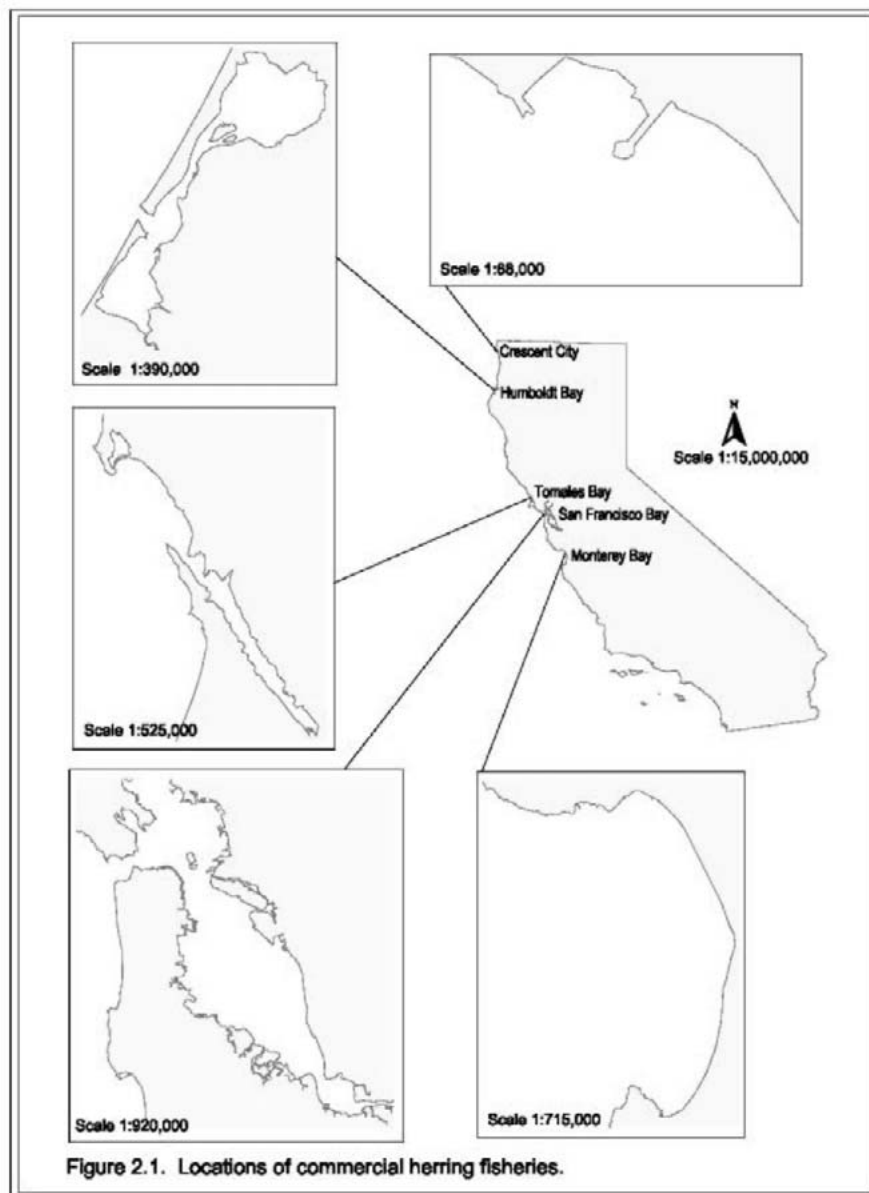 Scale 1:390,000
Scale 1:68,000
Crescent City
Humboldt Bay
N
Scale 1:15,000,000
Tomales Bay
San Francisco Bay
Monterey Bay
Scale 1:525,000
Scale 1:920,000
Scale 1:715,000
Figure 2.1. Locations of commercial herring fisheries.